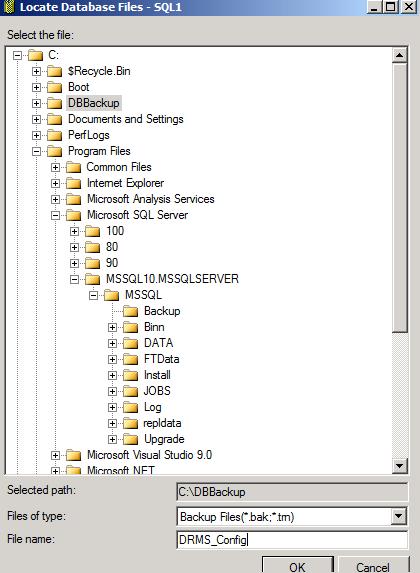 Locate Database Files - SQL1
Select the file:
C:
$Recycle.Bin
Boot
DBBackup
Documents and Settings
PerfLogs
Program Files
Common Files
Internet Explorer
Microsoft Analysis Services
Microsoft SQL Server
100
80
90
MSSQL10.MSSQLSERVER
MSSQL
Backup
Binn
DATA
FTData
Install
JOBS
Log
repldata
Upgrade
Microsoft Visual Studio 9.0
Microsoft.NET
Selected path: C:\DBBackup
Files of type: Backup Files(*.bak;*.trn)
File name: DRMS_Config
OK Cancel